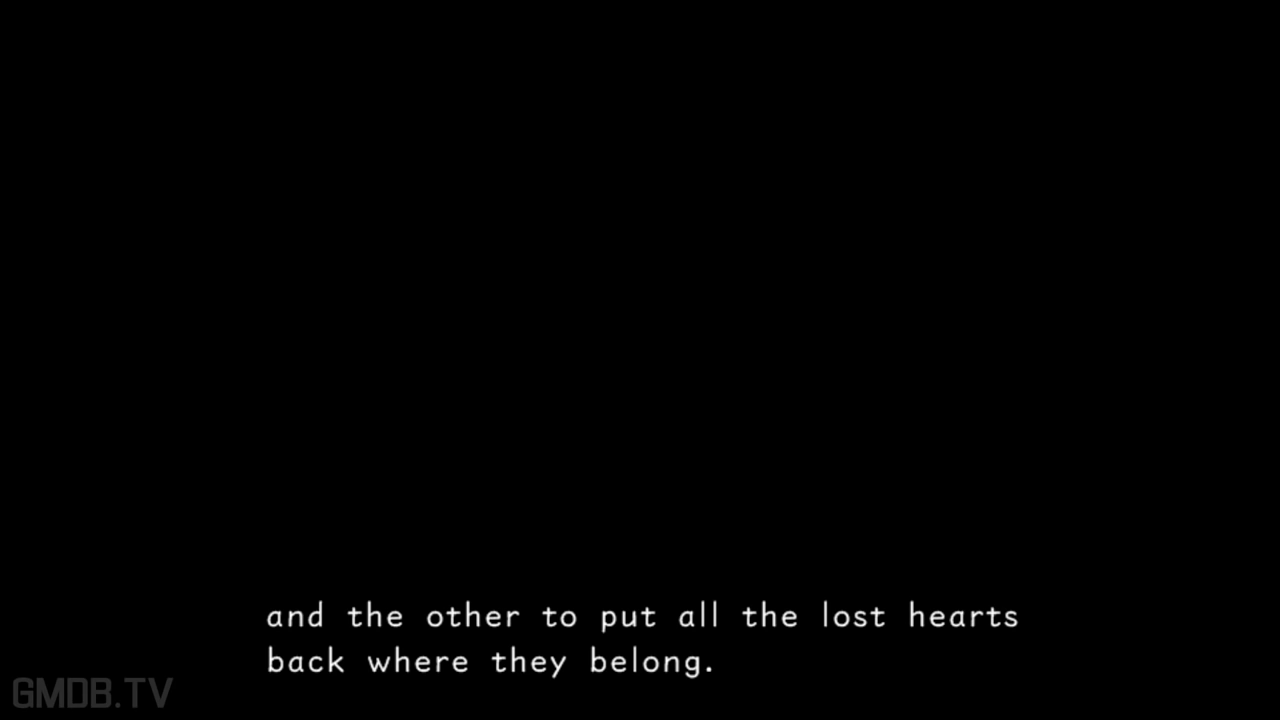 and the other to put all the lost hearts
back where they belong.
GMDB.TV